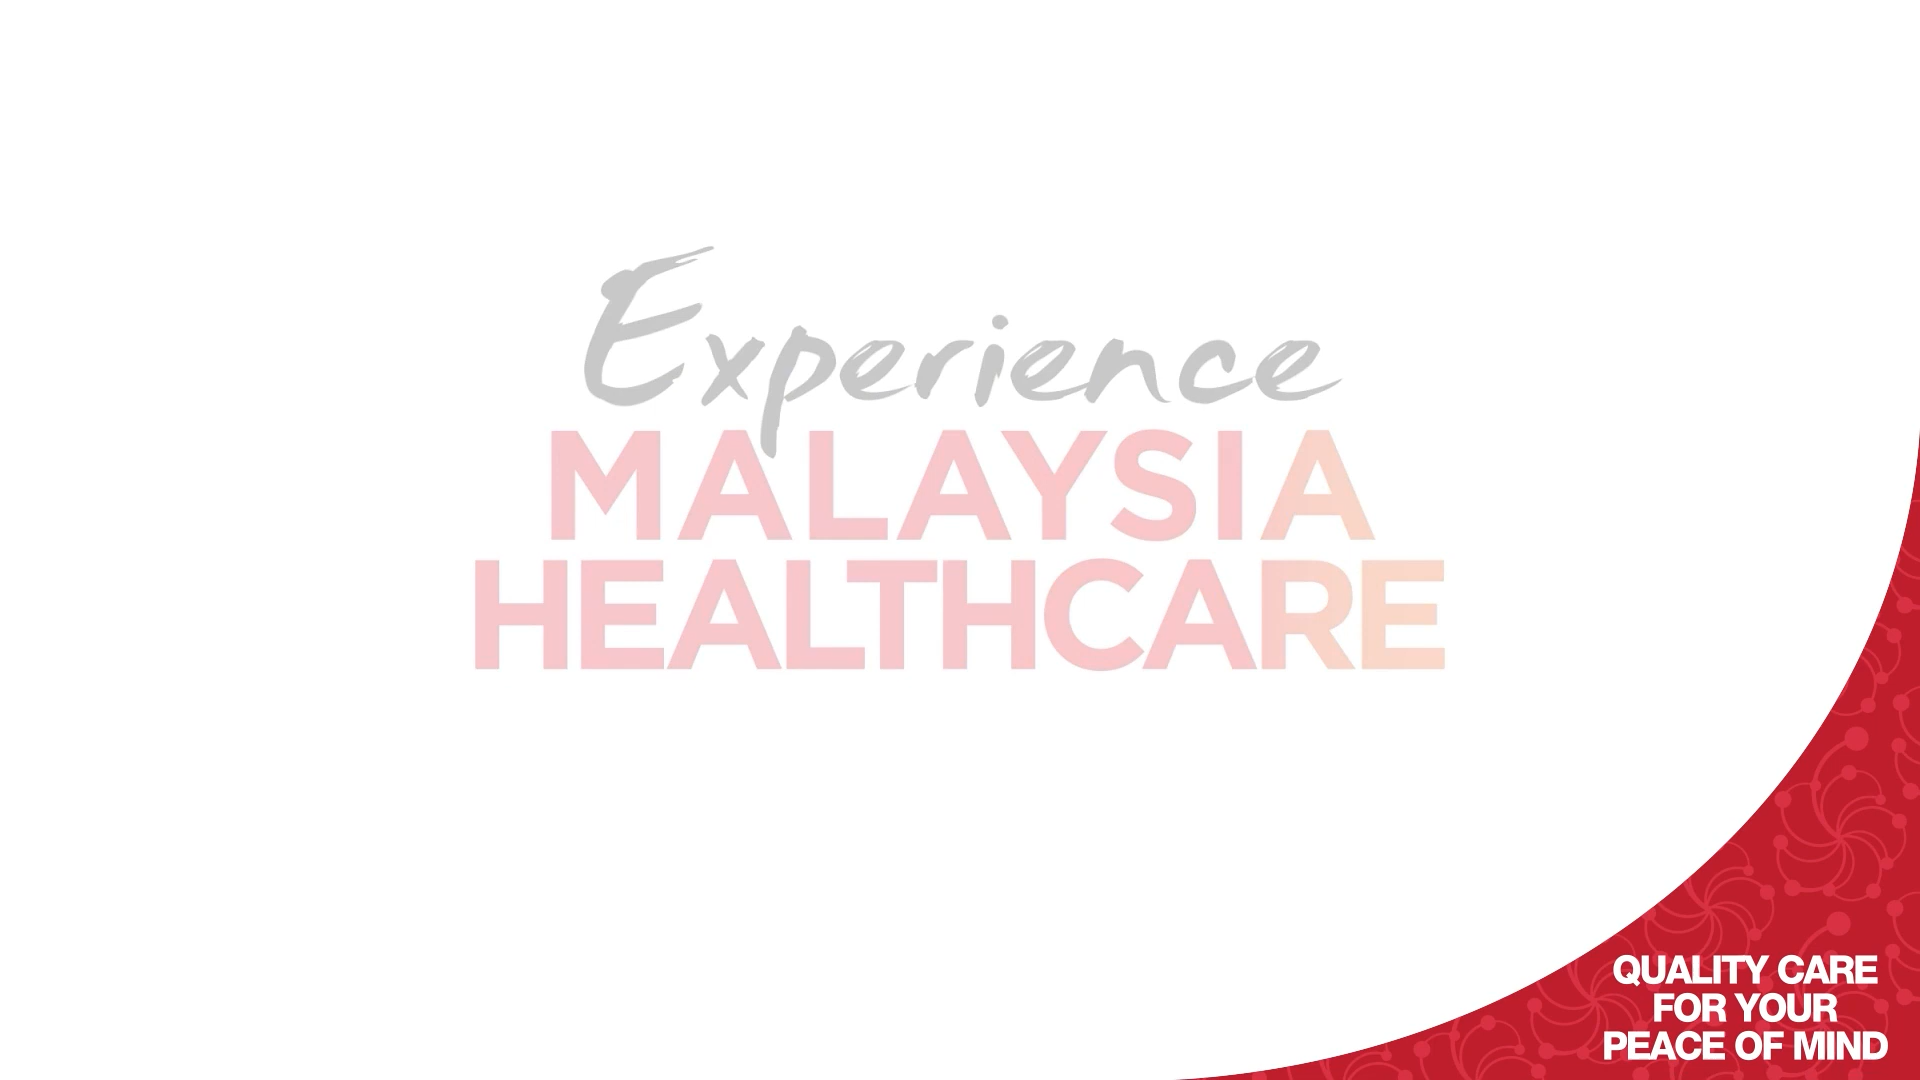 Experience
MALAYSIA
HEALTHCARE
QUALITY CARE
FOR YOUR
PEACE OF MIND